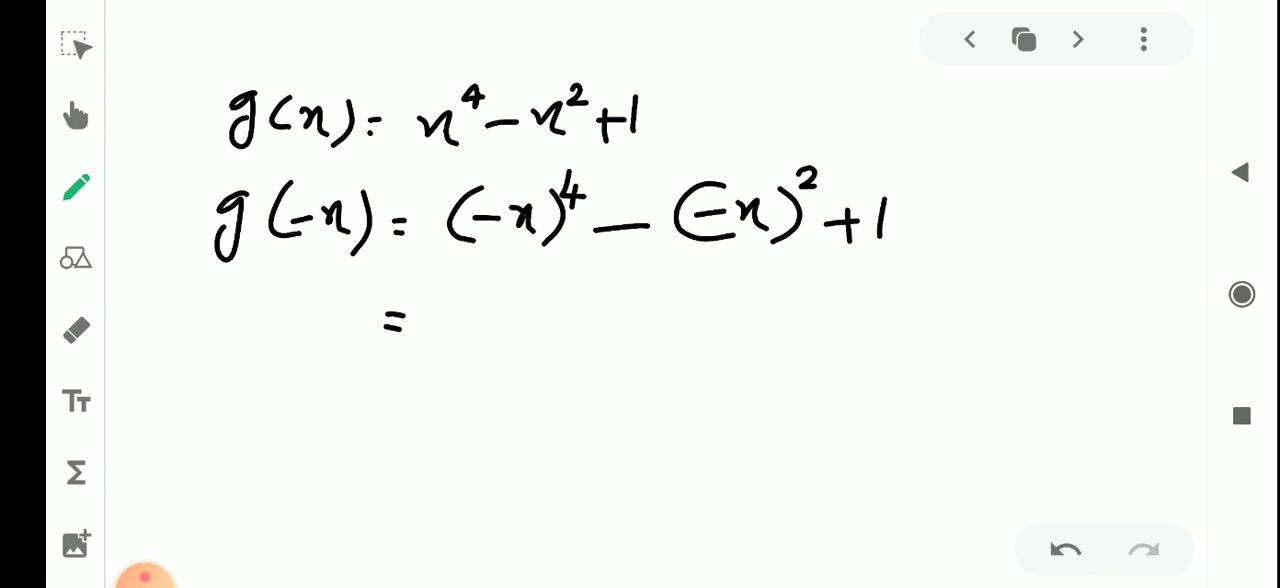 g(x) = x⁴ - x² + 1
g(-x) = (-x)⁴ - (-x)² + 1
=